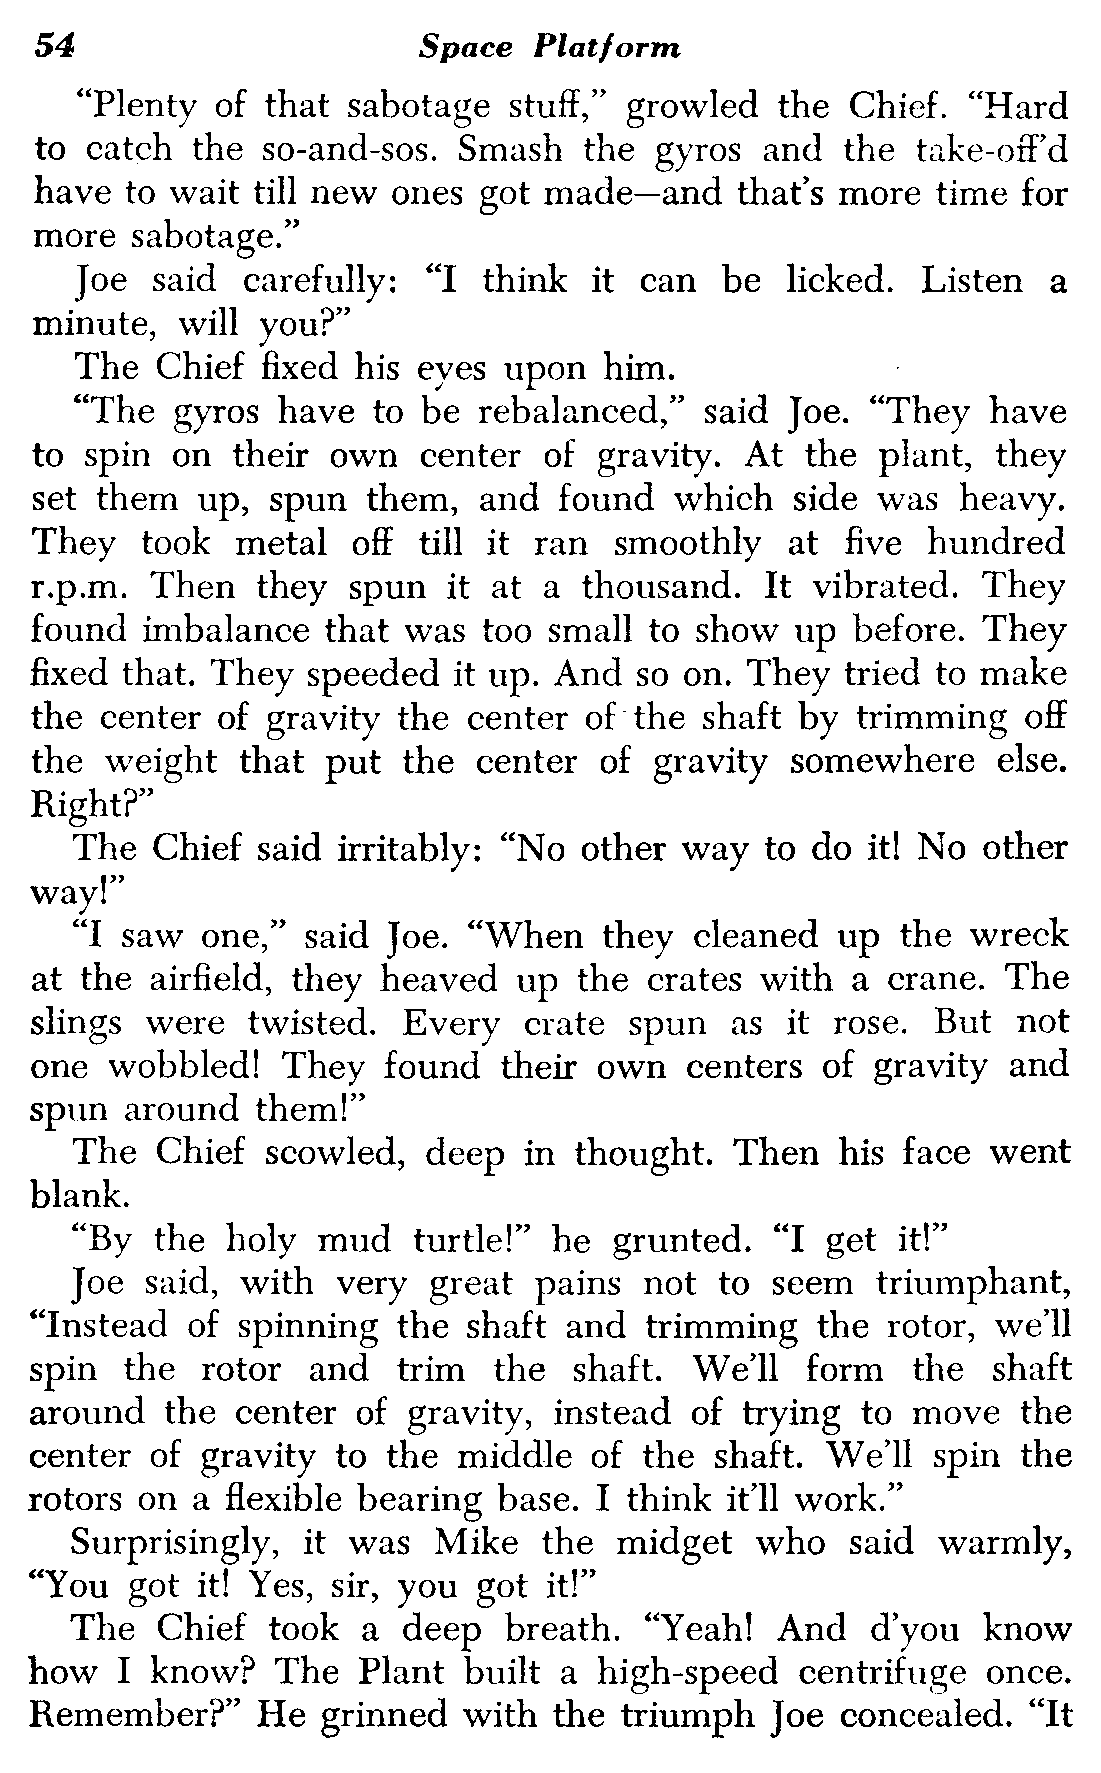 54 Space Platform
“Plenty of that sabotage stuff,” growled the Chief. “Hard
to catch the so-and-sos. Smash the gyros and the take-off’d
have to wait till new ones got made—and that’s more time for
more sabotage.”
Joe said carefully: “I think it can be licked. Listen a
minute, will you?”
The Chief fixed his eyes upon him.
“The gyros have to be rebalanced,” said Joe. “They have
to spin on their own center of gravity. At the plant, they
set them up, spun them, and found which side was heavy.
They took metal off till it ran smoothly at five hundred
r.p.m. Then they spun it at a thousand. It vibrated. They
found imbalance that was too small to show up before. They
fixed that. They speeded it up. And so on. They tried to make
the center of gravity the center of the shaft by trimming off
the weight that put the center of gravity somewhere else.
Right?”
The Chief said irritably: “No other way to do it! No other
way!”
“I saw one,” said Joe. “When they cleaned up the wreck
at the airfield, they heaved up the crates with a crane. The
slings were twisted. Every crate spun as it rose. But not
one wobbled! They found their own centers of gravity and
spun around them!”
The Chief scowled, deep in thought. Then his face went
blank.
“By the holy mud turtle!” he grunted. “I get it!”
Joe said, with very great pains not to seem triumphant,
“Instead of spinning the shaft and trimming the rotor, we’ll
spin the rotor and trim the shaft. We’ll form the shaft
around the center of gravity, instead of trying to move the
center of gravity to the middle of the shaft. We’ll spin the
rotors on a flexible bearing base. I think it’ll work.”
Surprisingly, it was Mike the midget who said warmly,
“You got it! Yes, sir, you got it!”
The Chief took a deep breath. “Yeah! And d’you know
how I know? The Plant built a high-speed centrifuge once.
Remember?” He grinned with the triumph Joe concealed. “It